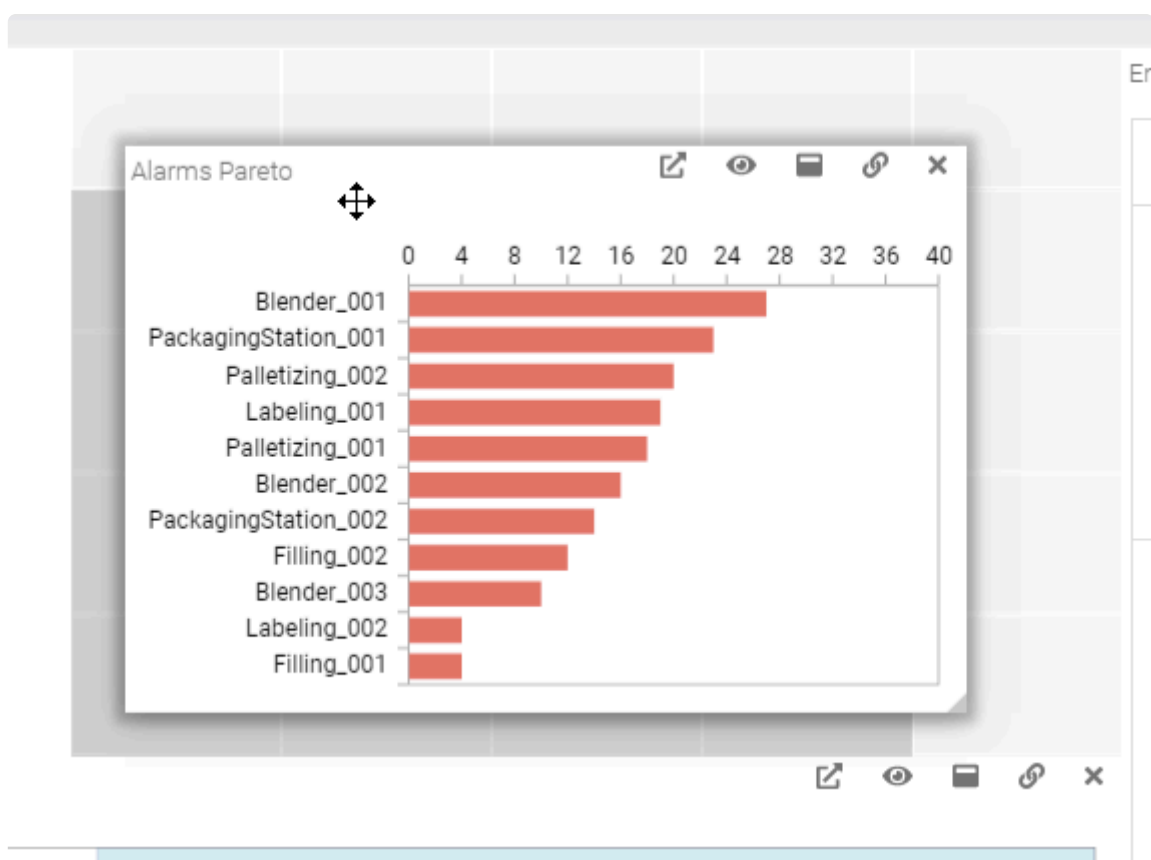 Er
Alarms Pareto
0 4 8 12 16 20 24 28 32 36 40
Blender_001
PackagingStation_001
Palletizing_002
Labeling_001
Palletizing_001
Blender_002
PackagingStation_002
Filling_002
Blender_003
Labeling_002
Filling_001